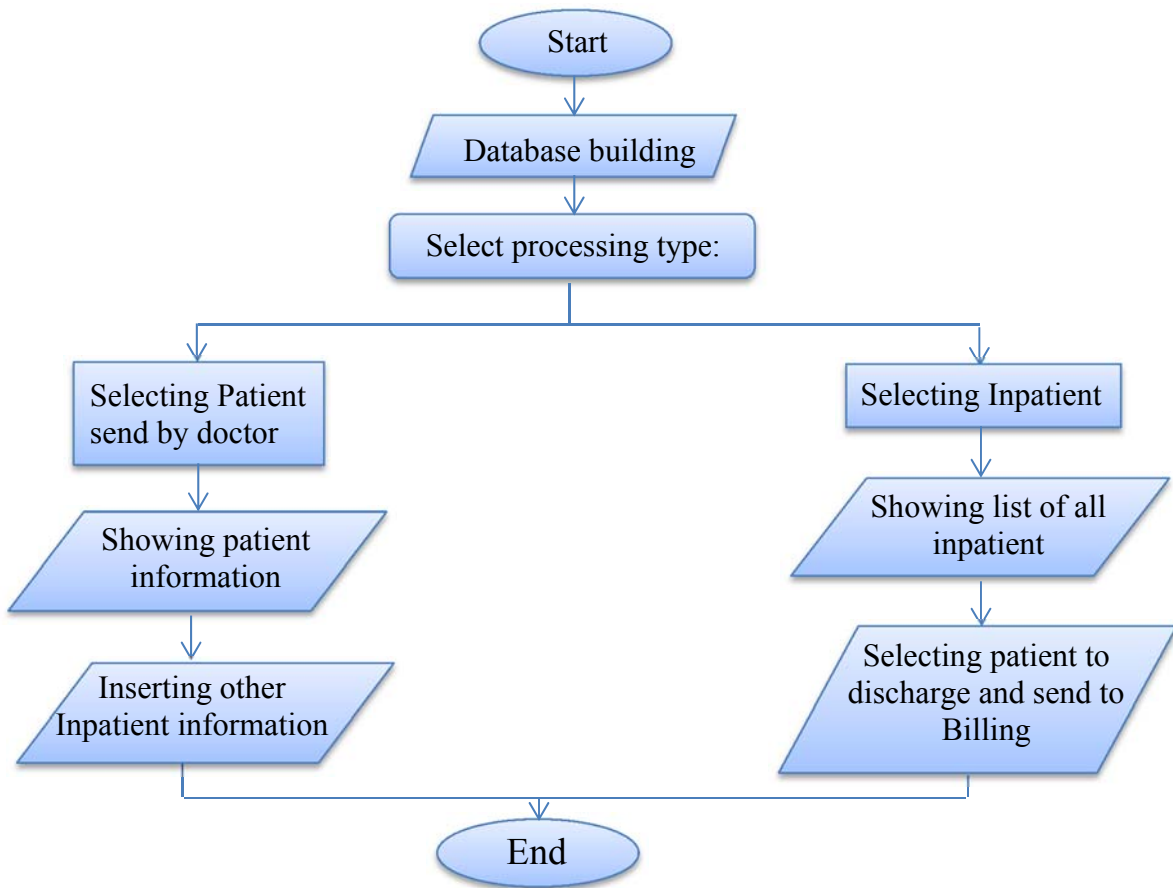 Start
Database building
Select processing type:
Selecting Patient
send by doctor
Showing patient
information
Inserting other
Inpatient information
Selecting Inpatient
Showing list of all
inpatient
Selecting patient to
discharge and send to
Billing
End